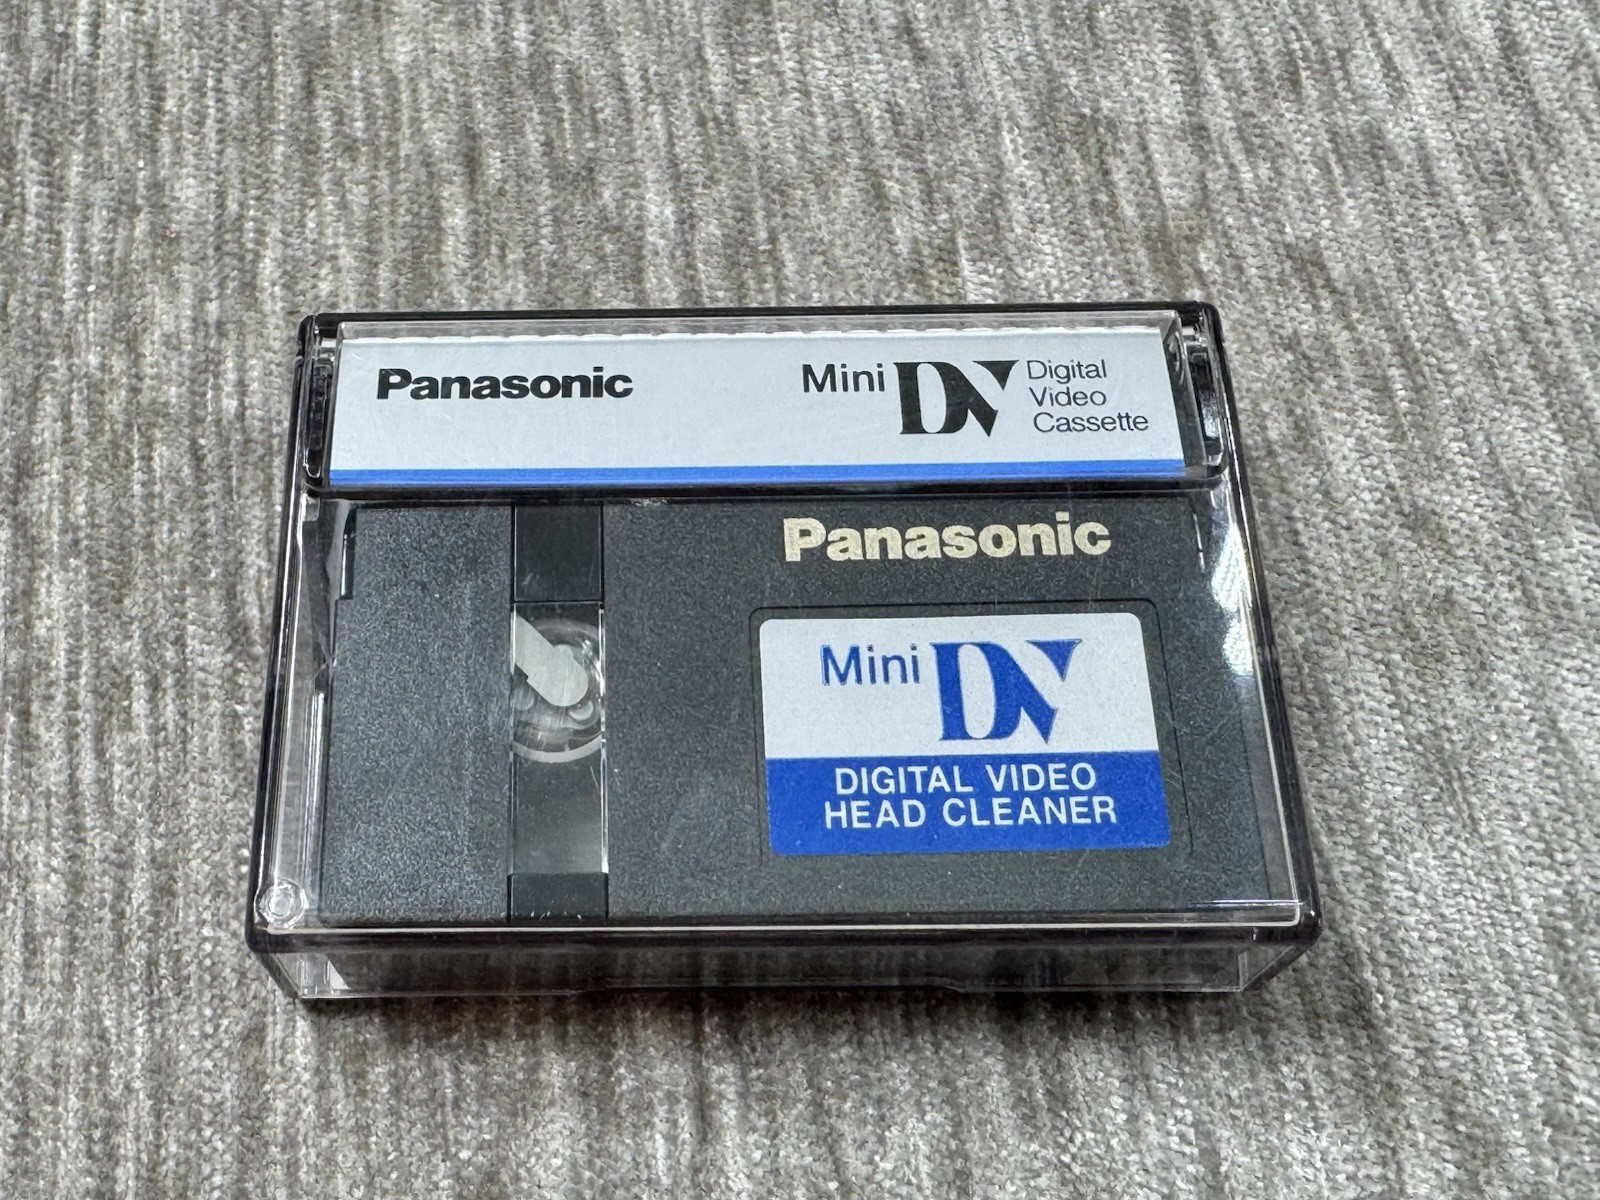 Panasonic
Mini DV Digital
Video
Cassette
Panasonic
Mini DV
DIGITAL VIDEO
HEAD CLEANER